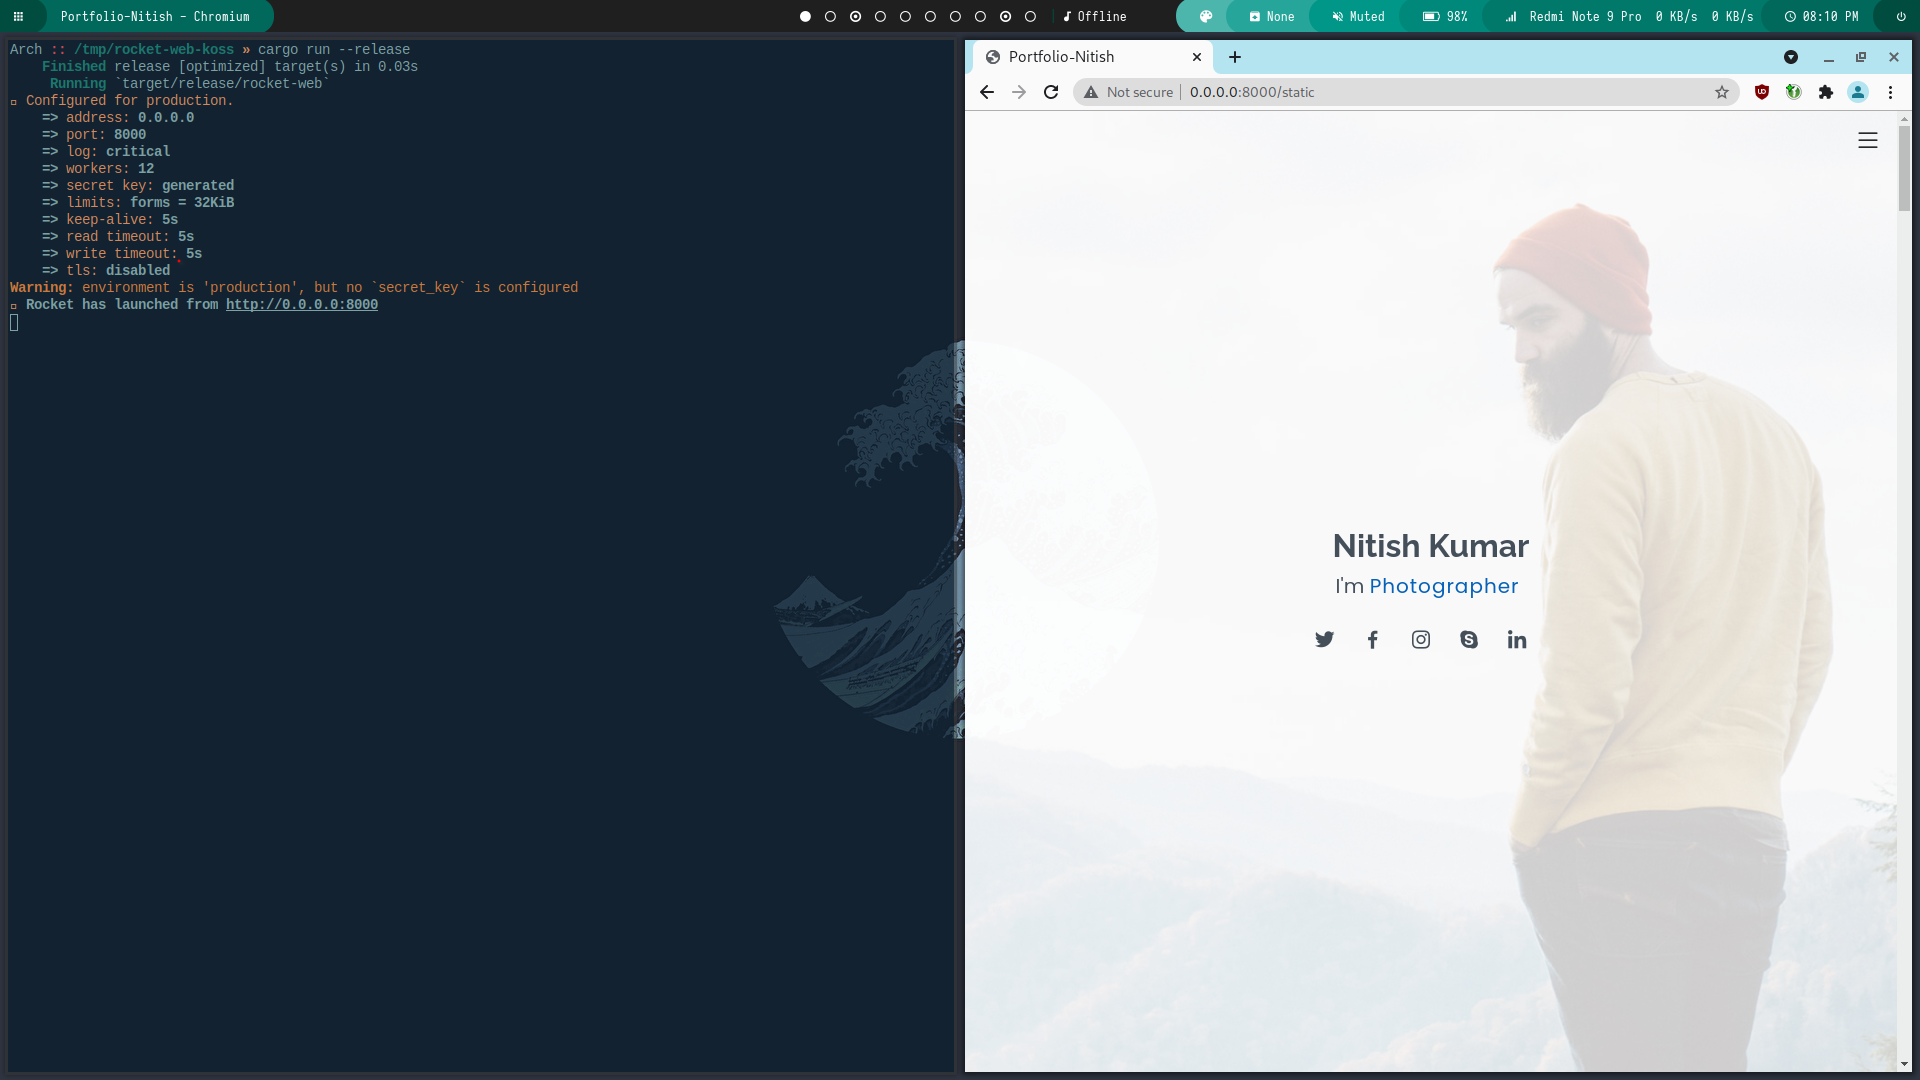 Portfolio-Nitish - Chromium
Offline
None
Muted
98%
Redmi Note 9 Pro 0 KB/s 0 KB/s
08:10 PM
Arch :: /tmp/rocket-web-koss » cargo run --release
Finished release [optimized] target(s) in 0.03s
Running `target/release/rocket-web`
Configured for production.
=> address: 0.0.0.0
=> port: 8000
=> log: critical
=> workers: 12
=> secret key: generated
=> limits: forms = 32KiB
=> keep-alive: 5s
=> read timeout: 5s
=> write timeout: 5s
=> tls: disabled
Warning: environment is 'production', but no `secret_key` is configured
Rocket has launched from http://0.0.0.0:8000
Portfolio-Nitish
Not secure
0.0.0.0:8000/static
Nitish Kumar
I'm Photographer